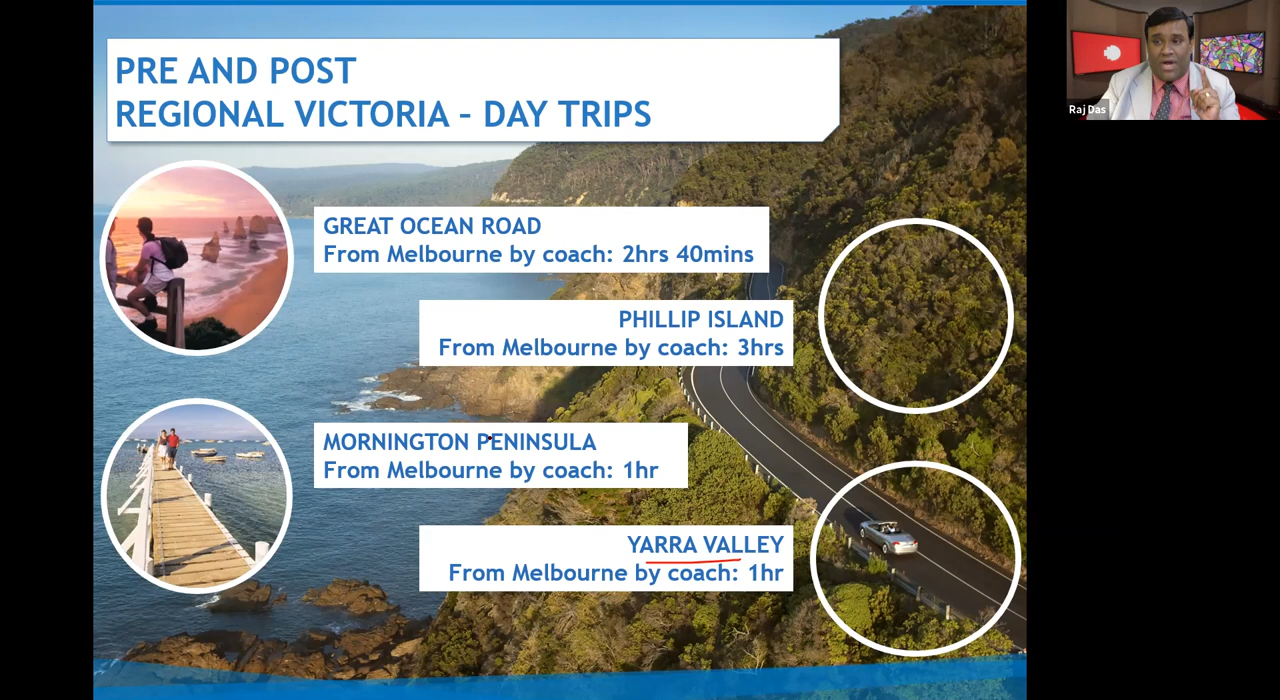 PRE AND POST
REGIONAL VICTORIA – DAY TRIPS
GREAT OCEAN ROAD
From Melbourne by coach: 2hrs 40mins
PHILLIP ISLAND
From Melbourne by coach: 3hrs
MORNINGTON PENINSULA
From Melbourne by coach: 1hr
YARRA VALLEY
From Melbourne by coach: 1hr
Raj Das